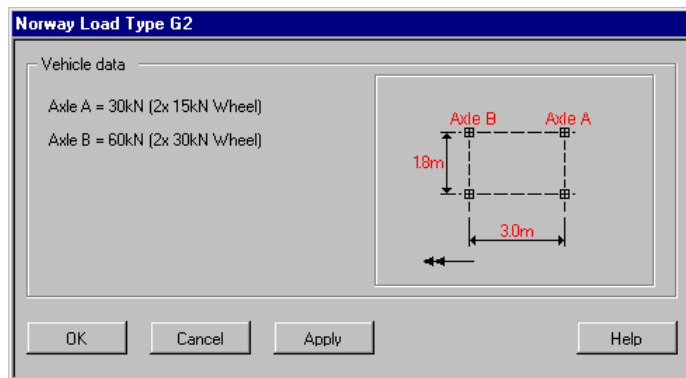 Norway Load Type G2
Vehicle data
Axle A = 30kN (2x 15kN Wheel)
Axle B = 60kN (2x 30kN Wheel)
Axle B Axle A
1.8m
3.0m
OK Cancel Apply Help